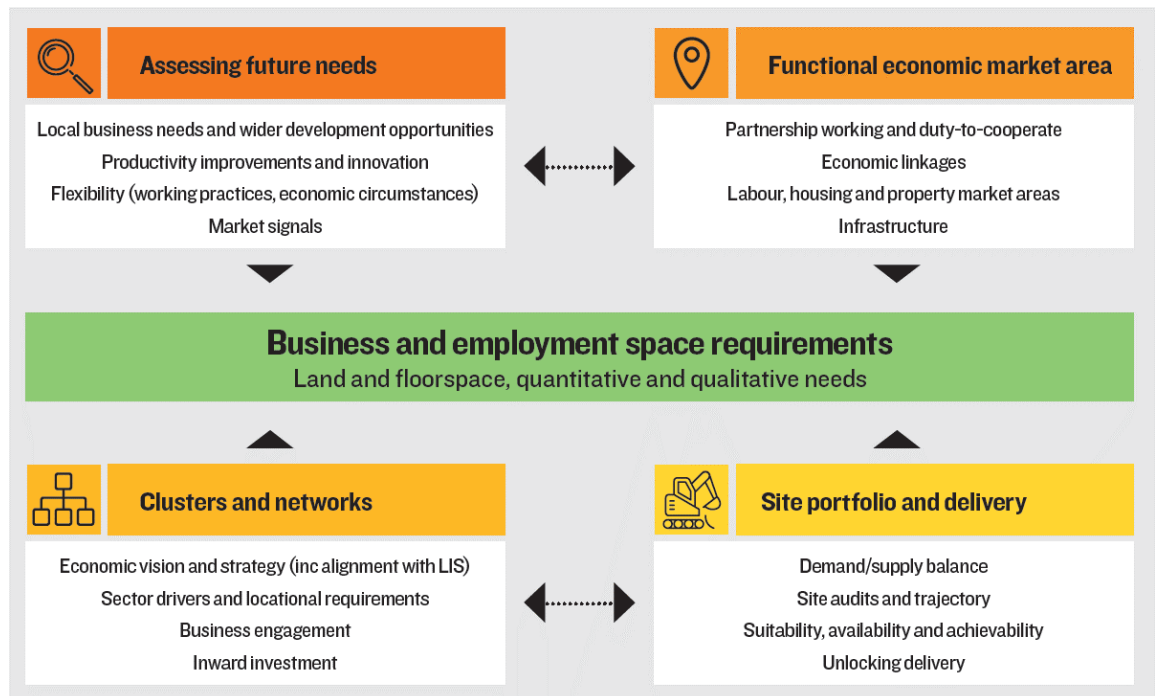 Assessing future needs
Local business needs and wider development opportunities
Productivity improvements and innovation
Flexibility (working practices, economic circumstances)
Market signals
Functional economic market area
Partnership working and duty-to-cooperate
Economic linkages
Labour, housing and property market areas
Infrastructure
Business and employment space requirements
Land and floorspace, quantitative and qualitative needs
Clusters and networks
Economic vision and strategy (inc alignment with LIS)
Sector drivers and locational requirements
Business engagement
Inward investment
Site portfolio and delivery
Demand/supply balance
Site audits and trajectory
Suitability, availability and achievability
Unlocking delivery